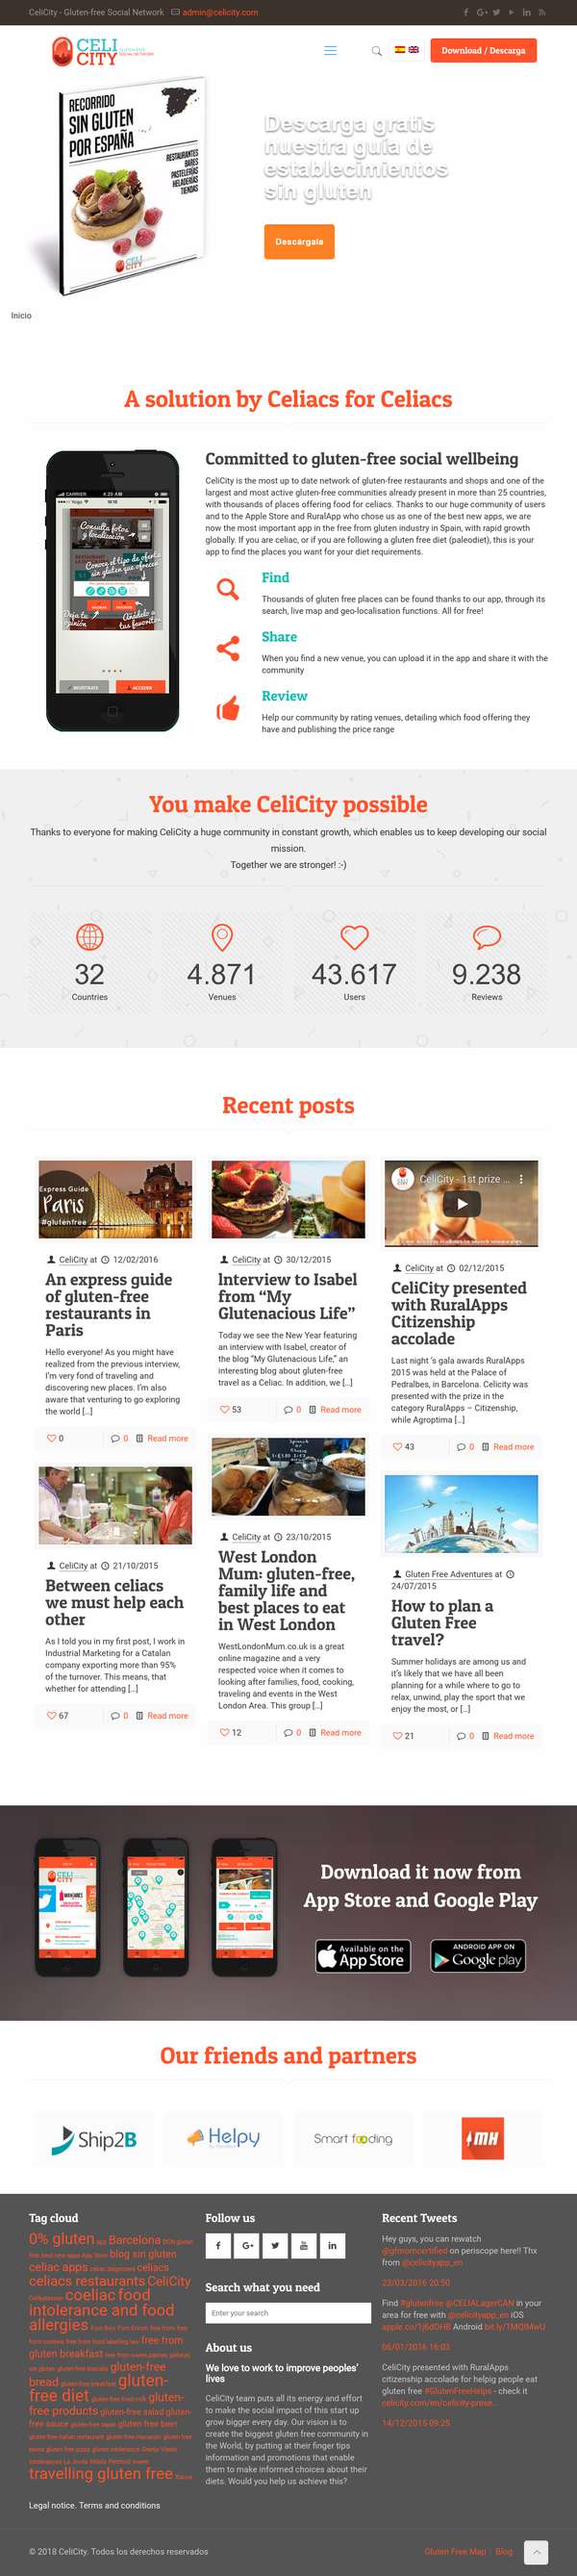 CeliCity - Gluten-free Social Network admin@celicity.com
CELI
CITY
Download / Descarga
RECORRIDO
SIN GLUTEN
POR ESPAÑA
RESTAURANTES
PASTELERÍAS
HELADERÍAS
TIENDAS
CELI
CITY
Descarga gratis
nuestra guía de
establecimientos
sin gluten
Descárgala
Inicio
A solution by Celiacs for Celiacs
Committed to gluten-free social wellbeing
CeliCity is the most up to date network of gluten-free restaurants and shops and one of the
largest and most active gluten-free communities already present in more than 25 countries,
with thousands of places offering food for celiacs. Thanks to our huge community of users
and to the Apple Store and RuralApp who chose us as one of the best new apps, we are
now the most important app in the free from gluten industry in Spain, with rapid growth
globally. If you are celiac, or if you are following a gluten free diet (paleodiet), this is your
app to find the places you want for your diet requirements.
Find
Thousands of gluten free places can be found thanks to our app, through its
search, live map and geo-localisation functions. All for free!
Share
When you find a new venue, you can upload it in the app and share it with the
community
Review
Help our community by rating venues, detailing which food offering they
have and publishing the price range
You make CeliCity possible
Thanks to everyone for making CeliCity a huge community in constant growth, which enables us to keep developing our social
mission.
Together we are stronger! :-)
32
Countries
4.871
Venues
43.617
Users
9.238
Reviews
Recent posts
Express Guide
Paris
#glutenfree
CeliCity at 12/02/2016
An express guide
of gluten-free
restaurants in
Paris
Hello everyone! As you might have
realized from the previous interview,
I'm very fond of traveling and
discovering new places. I'm also
aware that venturing to go exploring
the world [...]
0 0 Read more
CeliCity at 21/10/2015
Between celiacs
we must help each
other
As I told you in my first post, I work in
Industrial Marketing for a Catalan
company exporting more than 95%
of the turnover. This means, that
whether for attending [...]
67 0 Read more
CeliCity at 30/12/2015
Interview to Isabel
from “My
Glutenacious Life”
Today we see the New Year featuring
an interview with Isabel, creator of
the blog “My Glutenacious Life,” an
interesting blog about gluten-free
travel as a Celiac. In addition, we [...]
53 0 Read more
CeliCity at 23/10/2015
West London
Mum: gluten-free,
family life and
best places to eat
in West London
WestLondonMum.co.uk is a great
online magazine and a very
respected voice when it comes to
looking after families, food, cooking,
traveling and events in the West
London Area. This group [...]
12 0 Read more
CeliCity - 1st prize ...
CeliCity at 02/12/2015
CeliCity presented
with RuralApps
Citizenship
accolade
Last night 's gala awards RuralApps
2015 was held at the Palace of
Pedralbes, in Barcelona. Celicity was
presented with the prize in the
category RuralApps – Citizenship,
while Agroptima [...]
43 0 Read more
Gluten Free Adventures at
24/07/2015
How to plan a
Gluten Free
travel?
Summer holidays are among us and
it's likely that we have all been
planning for a while where to go to
relax, unwind, play the sport that we
enjoy the most, or [...]
21 0 Read more
Download it now from
App Store and Google Play
Available on the
App Store
ANDROID APP ON
Google play
Our friends and partners
Ship2B
Helpy
Smart fooding
MH
Tag cloud
0% gluten app Barcelona
blog sin gluten
celiac apps celiacs
celiacs restaurants CeliCity
coeliac food
intolerance and food
allergies
free from
gluten breakfast
gluten-free
bread gluten-
free diet gluten-
free products gluten-free salad gluten-
free sauce gluten free beer
travelling gluten free
Legal notice. Terms and conditions
Follow us
Search what you need
Enter your search
About us
We love to work to improve peoples’
lives
CeliCity team puts all its energy and effort
to make the social impact of this start up
grow bigger every day. Our vision is to
create the biggest gluten free community in
the World, by putting at their finger tips
information and promotions that enable
them to make informed choices about their
diets. Would you help us achieve this?
Recent Tweets
Hey guys, you can rewatch
@gfmomcertified on periscope here!! Thx
from @celicityapp_en
23/03/2016 20:50
Find #glutenfree @CELIALagerCAN in your
area for free with @celicityapp_en iOS
apple.co/1j6dOHB Android bit.ly/1MQIMwU
06/01/2016 16:02
CeliCity presented with RuralApps
citizenship accolade for helpig people eat
gluten free #GlutenFreeHelps - check it
celicity.com/en/celicity-prese...
14/12/2015 09:25
© 2018 CeliCity. Todos los derechos reservados
Gluten Free Map Blog